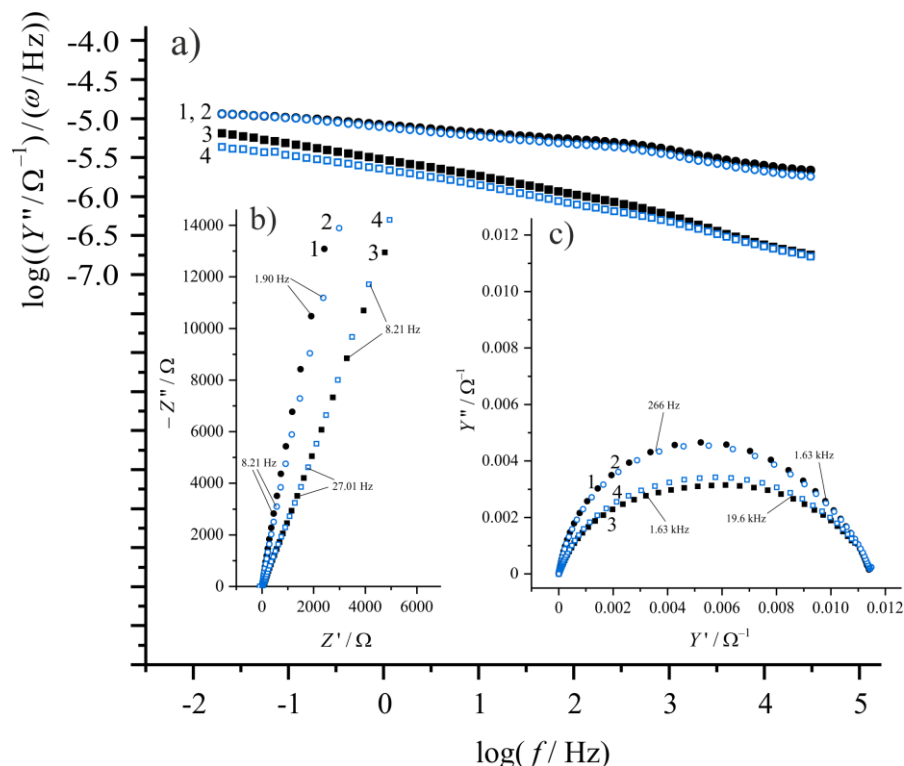 a)
log((Y"/Ω⁻¹)/(ω/Hz))
-4.0
-4.5
-5.0
-5.5
-6.0
-6.5
-7.0
1, 2
3
4
-2 -1 0 1 2 3 4 5
log(f/ Hz)
b)
−Z"/ Ω
14000
12000
10000
8000
6000
4000
2000
0
0 2000 4000 6000
Z'/ Ω
2
1
4
3
1.90 Hz
8.21 Hz
8.21 Hz
27.01 Hz
c)
Y"/ Ω⁻¹
0.012
0.010
0.008
0.006
0.004
0.002
0
0 0.002 0.004 0.006 0.008 0.010 0.012
Y'/ Ω⁻¹
266 Hz
1.63 kHz
2
1
4
3
1.63 kHz
19.6 kHz